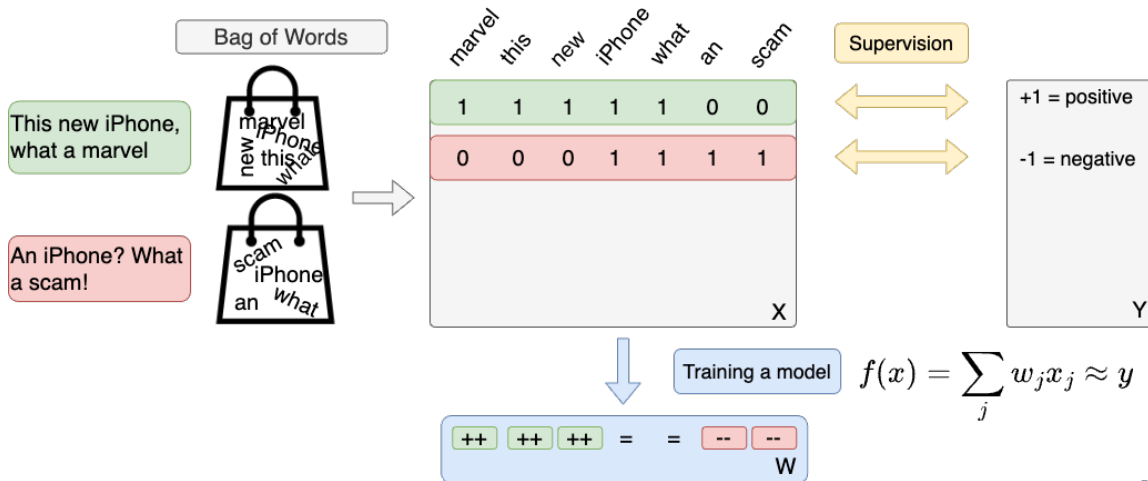 Bag of Words
marvel this new iPhone what an scam
Supervision
This new iPhone,
what a marvel
marvel
iPhone
new this
what
1 1 1 1 1 0 0
+1 = positive
0 0 0 1 1 1 1
-1 = negative
An iPhone? What
a scam!
scam
iPhone
an what
X
Y
Training a model
f(x) = ∑_j w_j x_j ≈ y
++ ++ ++ = = -- --
W